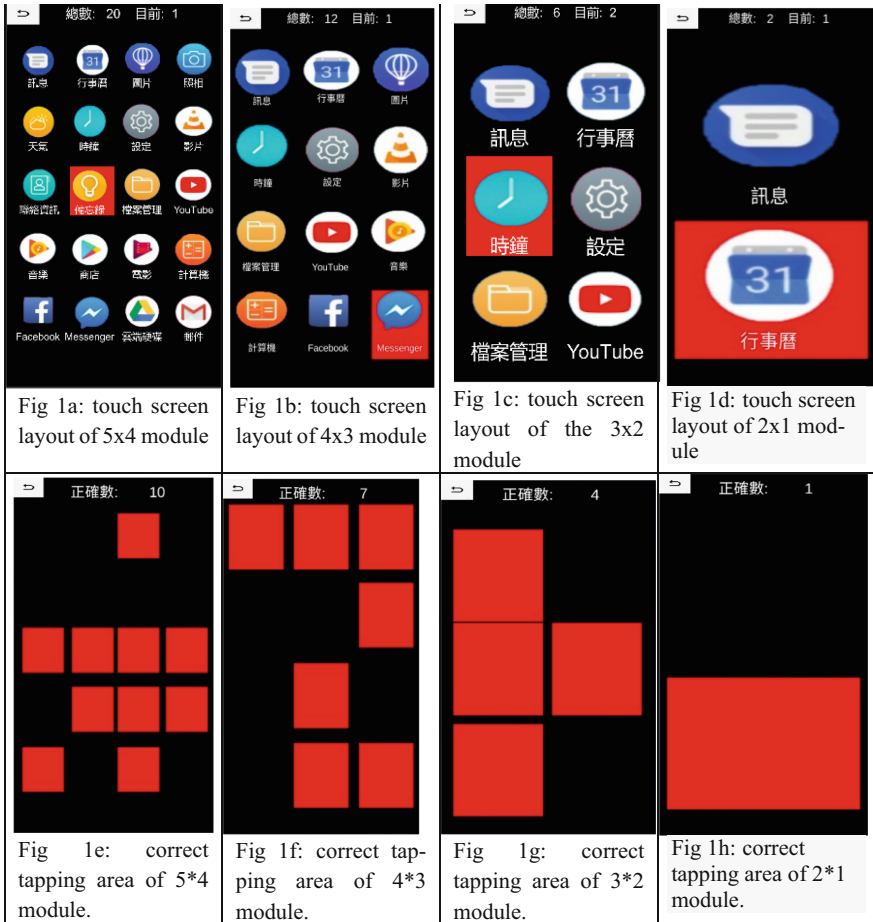 總數: 20 目前: 1
31
訊息 行事曆 圖片 照相
天氣 時鐘 設定 影片
聯絡資訊 備忘錄 檔案管理 YouTube
音樂 商店 電影 計算機
Facebook Messenger 雲端硬碟 郵件
Fig 1a: touch screen
layout of 5x4 module
總數: 12 目前: 1
31
訊息 行事曆 圖片
時鐘 設定 影片
檔案管理 YouTube 音樂
計算機 Facebook Messenger
Fig 1b: touch screen
layout of 4x3 module
總數: 6 目前: 2
31
訊息 行事曆
時鐘 設定
檔案管理 YouTube
Fig 1c: touch screen
layout of the 3x2
module
總數: 2 目前: 1
訊息
31
行事曆
Fig 1d: touch screen
layout of 2x1 mod-
ule
正確數: 10
Fig 1e: correct
tapping area of 5*4
module.
正確數: 7
Fig 1f: correct tap-
ping area of 4*3
module.
正確數: 4
Fig 1g: correct
tapping area of 3*2
module.
正確數: 1
Fig 1h: correct
tapping area of 2*1
module.